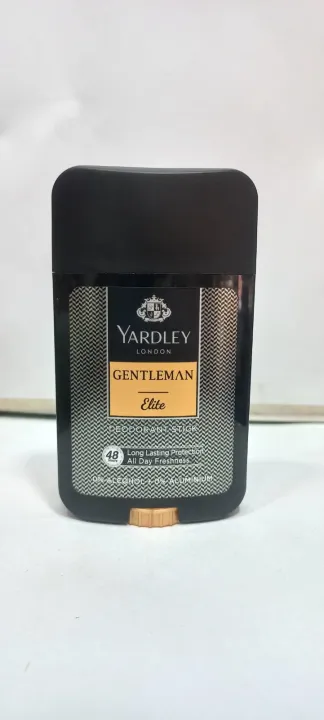 YARDLEY
LONDON
GENTLEMAN
Elite
DEODORANT STICK
48
Long Lasting Protection
All Day Freshness
0% ALCOHOL • 0% ALUMINIUM